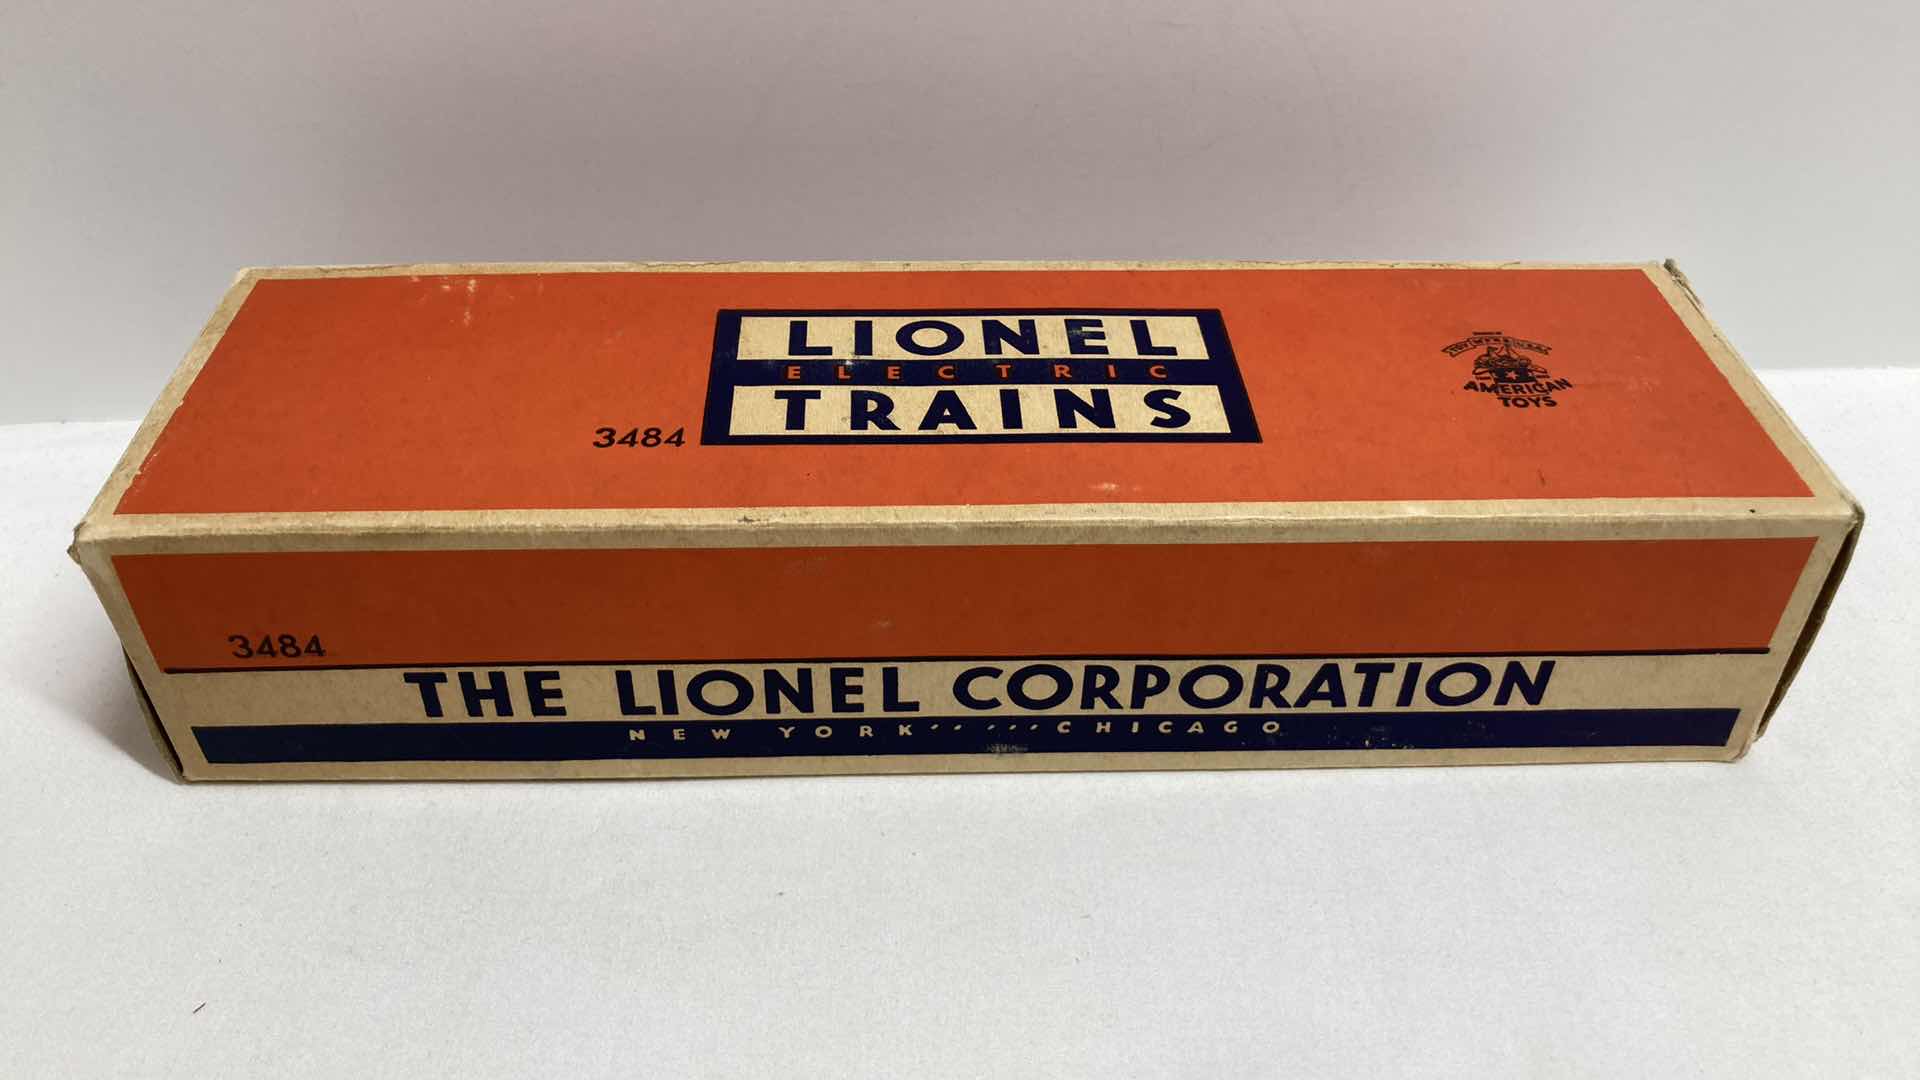 LIONEL
ELECTRIC
TRAINS
3484
AMERICAN
TOYS
3484
THE LIONEL CORPORATION
NEW YORK CHICAGO